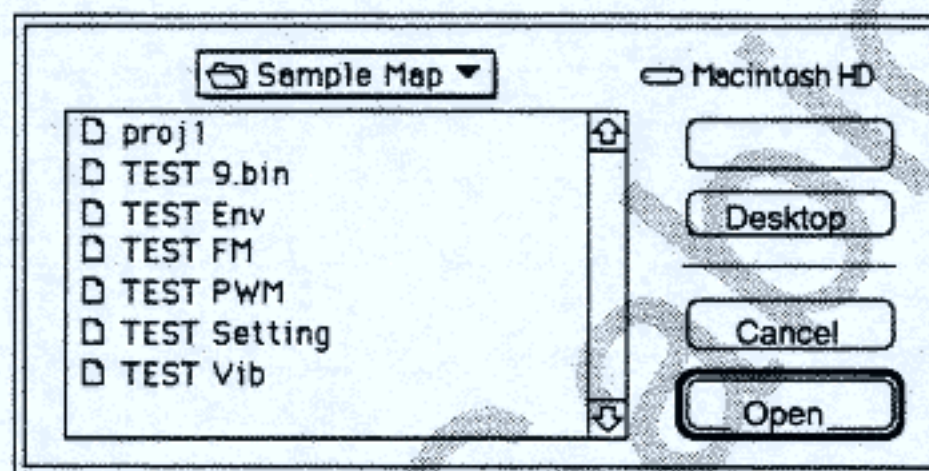 Sample Map
Macintosh HD
proj1
TEST 9.bin
TEST Env
TEST FM
TEST PWM
TEST Setting
TEST Vib
Desktop
Cancel
Open